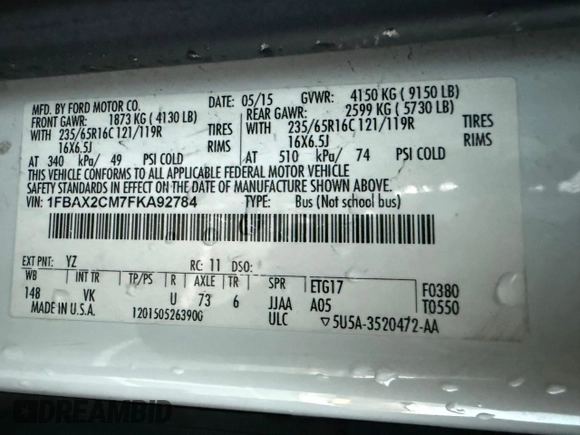 MFD. BY FORD MOTOR CO. DATE: 05/15 GVWR: 4150 KG ( 9150 LB)
FRONT GAWR: 1873 KG ( 4130 LB) REAR GAWR: 2599 KG ( 5730 LB)
WITH 235/65R16C 121/119R TIRES WITH 235/65R16C 121/119R TIRES
16X6.5J RIMS 16X6.5J RIMS
AT 340 kPa/ 49 PSI COLD AT 510 kPa/ 74 PSI COLD
THIS VEHICLE CONFORMS TO ALL APPLICABLE FEDERAL MOTOR VEHICLE
SAFETY STANDARDS IN EFFECT ON THE DATE OF MANUFACTURE SHOWN ABOVE.
VIN: 1FBAX2CM7FKA92784 TYPE: Bus (Not school bus)
EXT PNT: YZ RC: 11 DSO:
WB INT TR TP/PS R AXLE TR SPR ETG17 F0380
148 VK U 73 6 JJAA A05 T0550
MADE IN U.S.A. 12015052639OG ULC ▽5U5A-3520472-AA
DREAMBID